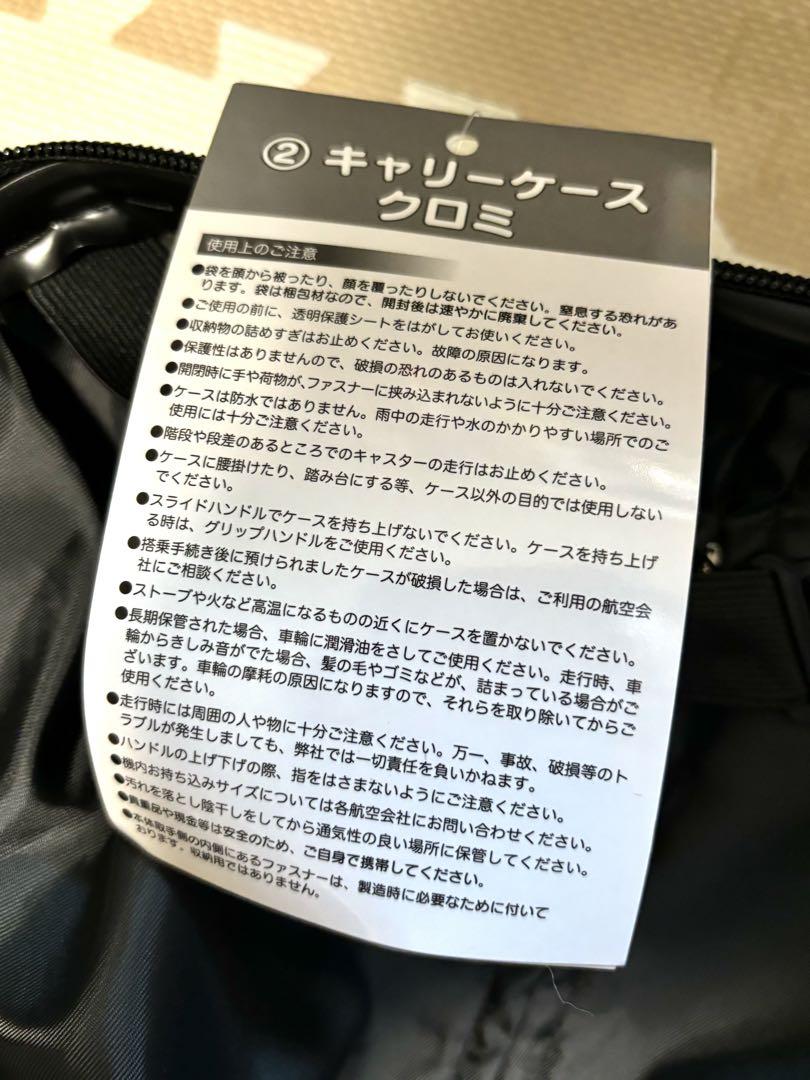 ② キャリーケース
クロミ
使用上のご注意
●袋を頭から被ったり、顔を覆ったりしないでください。窒息する恐れがあ
ります。袋は梱包材なので、開封後は速やかに廃棄してください。
●ご使用の前に、透明保護シートをはがしてお使いください。
●収納物の詰めすぎはお止めください。故障の原因になります。
●保護性はありませんので、破損の恐れのあるものは入れないでください。
●開閉時に手や荷物が、ファスナーに挟み込まれないように十分ご注意ください。
●ケースは防水ではありません。雨中の走行や水のかかりやすい場所でのご
使用には十分ご注意ください。
●階段や段差のあるところでのキャスターの走行はお止めください。
●ケースに腰掛けたり、踏み台にする等、ケース以外の目的では使用しない
でください。
●スライドハンドルでケースを持ち上げないでください。ケースを持ち上げ
る時は、グリップハンドルをご使用ください。
●搭乗手続き後に預けられましたケースが破損した場合は、ご利用の航空会
社にご相談ください。
●ストーブや火など高温になるものの近くにケースを置かないでください。
●長期保管された場合、車輪に潤滑油をさしてご使用ください。走行時、車
輪からきしみ音がでた場合、髪の毛やゴミなどが、詰まっている場合がご
ざいます。車輪の摩耗の原因になりますので、それらを取り除いてからご
使用ください。
●走行時には周囲の人や物に十分ご注意ください。万一、事故、破損等のト
ラブルが発生しましても、弊社では一切責任を負いかねます。
●ハンドルの上げ下げの際、指をはさまないようにご注意ください。
●機内お持ち込みサイズについては各航空会社にお問い合わせください。
●汚れを落とし陰干しをしてから通気性の良い場所に保管してください。
●貴重品や現金等は安全のため、ご自身で携帯してください。
●本体取手側の内側にあるファスナーは、製造時に必要なために付いて
おります。収納用ではありません。